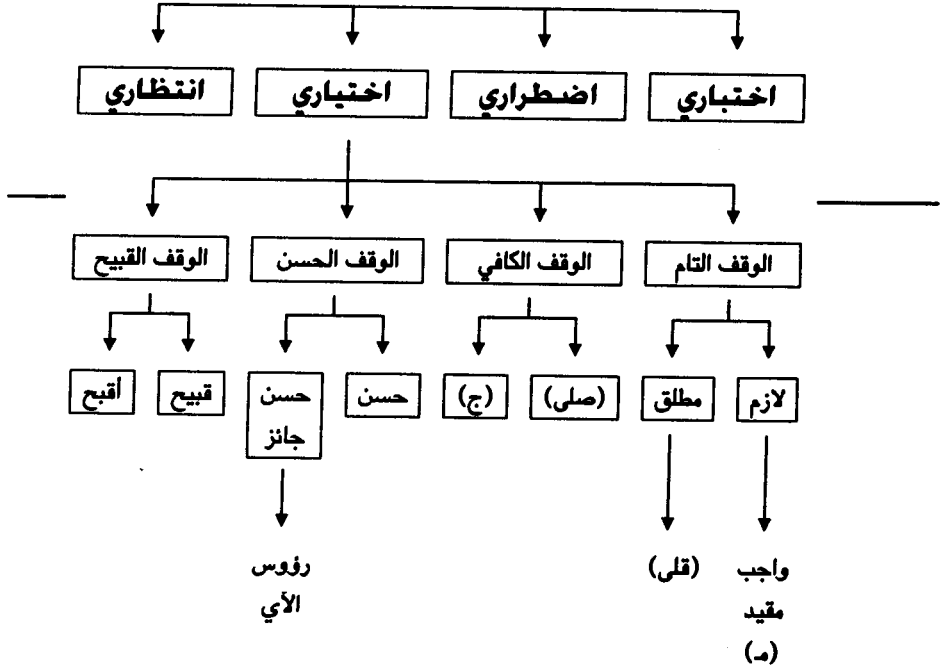 اختباري اضطراري اختياري انتظاري
الوقف التام الوقف الكافي الوقف الحسن الوقف القبيح
لازم مطلق (صلى) (ج) حسن حسن جائز قبيح أقبح
واجب مقيد (مـ) (قلى) رؤوس الآي